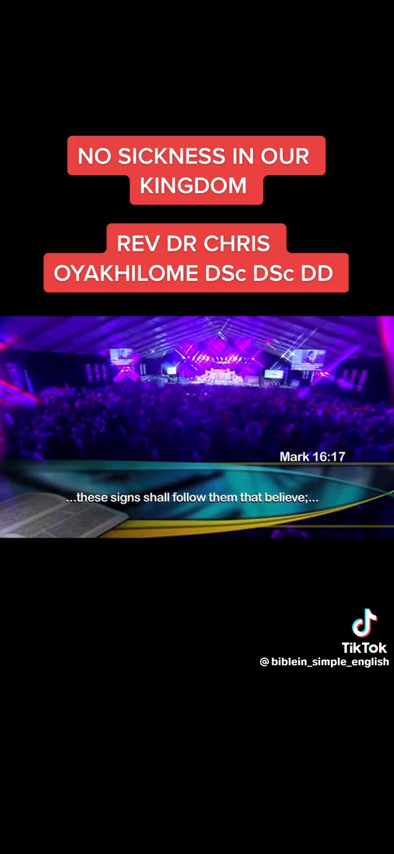 NO SICKNESS IN OUR
KINGDOM
REV DR CHRIS
OYAKHILOME DSc DSc DD
Mark 16:17
...these signs shall follow them that believe;...
TikTok
@biblein_simple_english